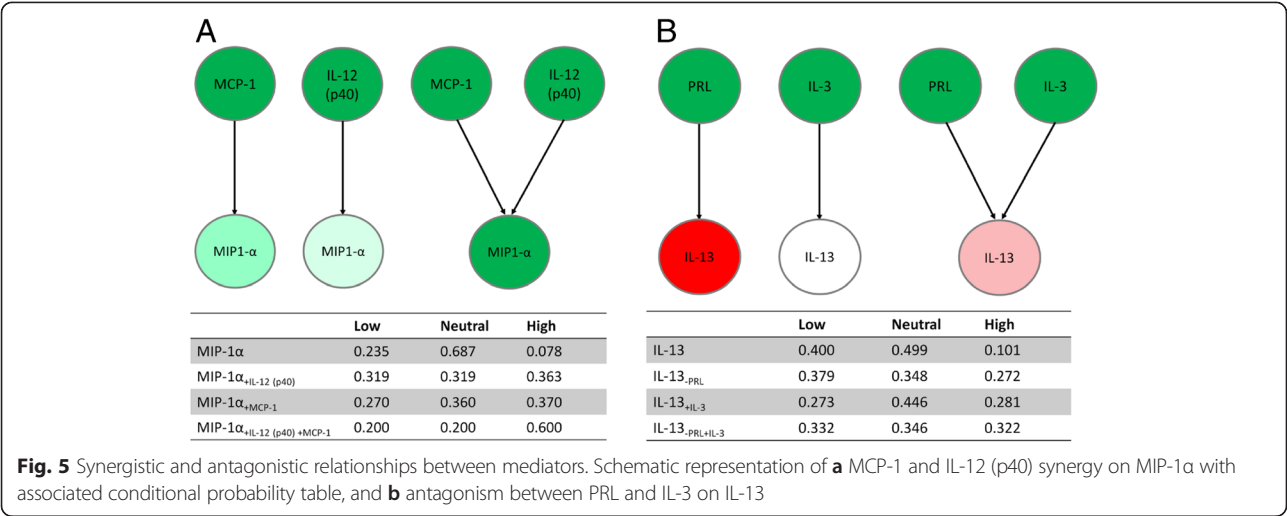 A
B
MCP-1
IL-12
(p40)
MCP-1
IL-12
(p40)
PRL
IL-3
PRL
IL-3
MIP1-α
MIP1-α
MIP1-α
IL-13
IL-13
IL-13
Low Neutral High
MIP-1α 0.235 0.687 0.078
MIP-1α+IL-12 (p40) 0.319 0.319 0.363
MIP-1α+MCP-1 0.270 0.360 0.370
MIP-1α+IL-12 (p40) +MCP-1 0.200 0.200 0.600
Low Neutral High
IL-13 0.400 0.499 0.101
IL-13-PRL 0.379 0.348 0.272
IL-13+IL-3 0.273 0.446 0.281
IL-13-PRL+IL-3 0.332 0.346 0.322
Fig. 5 Synergistic and antagonistic relationships between mediators. Schematic representation of a MCP-1 and IL-12 (p40) synergy on MIP-1α with
associated conditional probability table, and b antagonism between PRL and IL-3 on IL-13